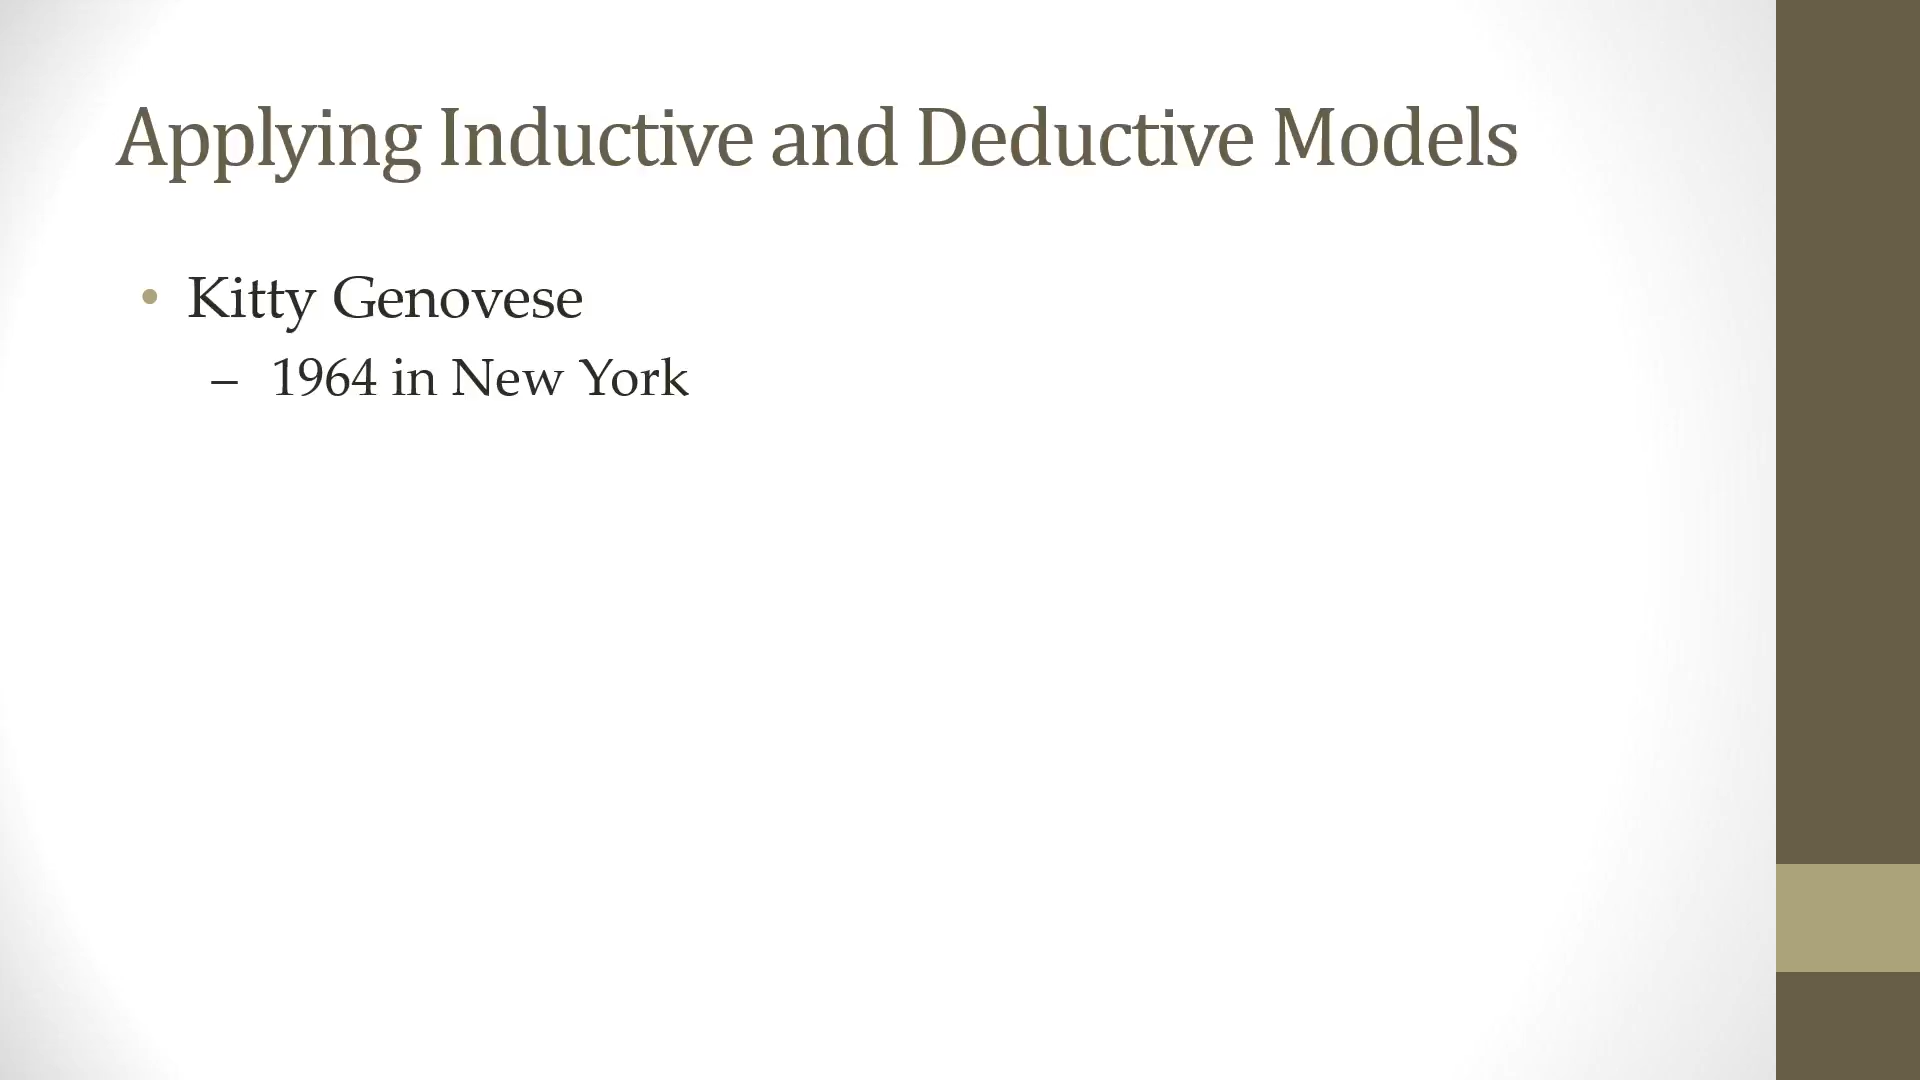 Applying Inductive and Deductive Models
• Kitty Genovese
– 1964 in New York